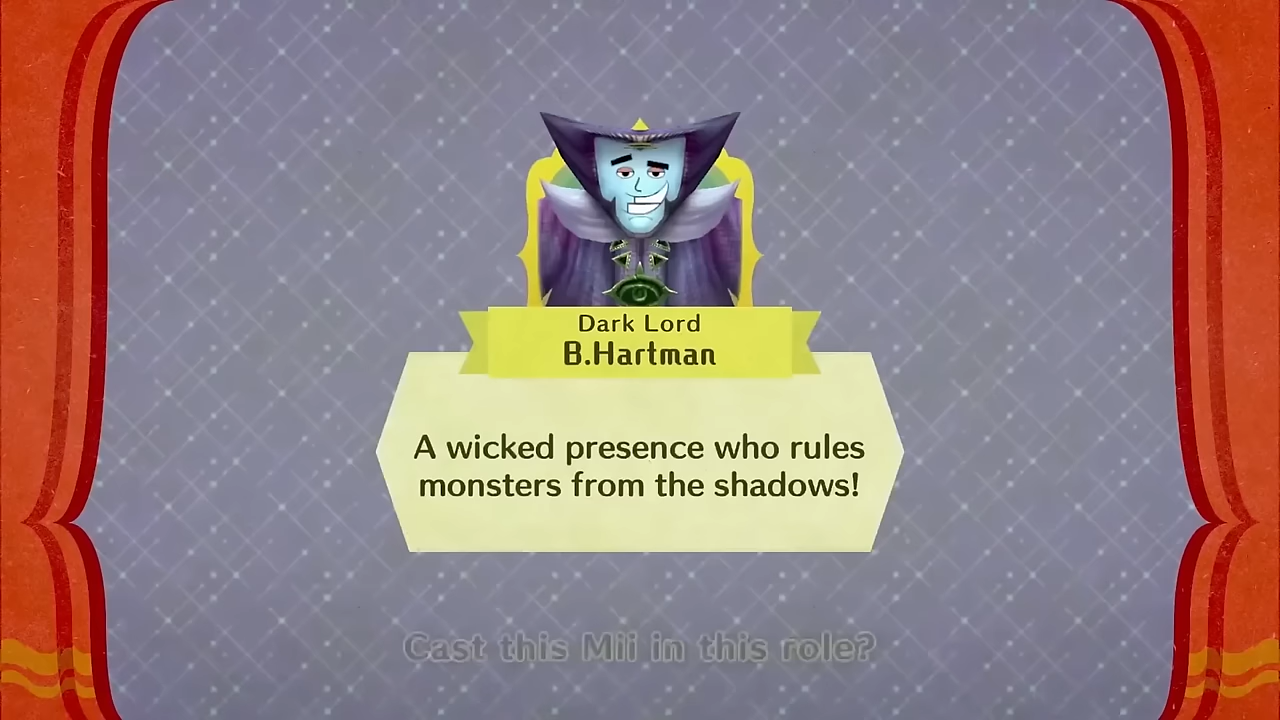 Dark Lord
B.Hartman
A wicked presence who rules
monsters from the shadows!
Cast this Mii in this role?